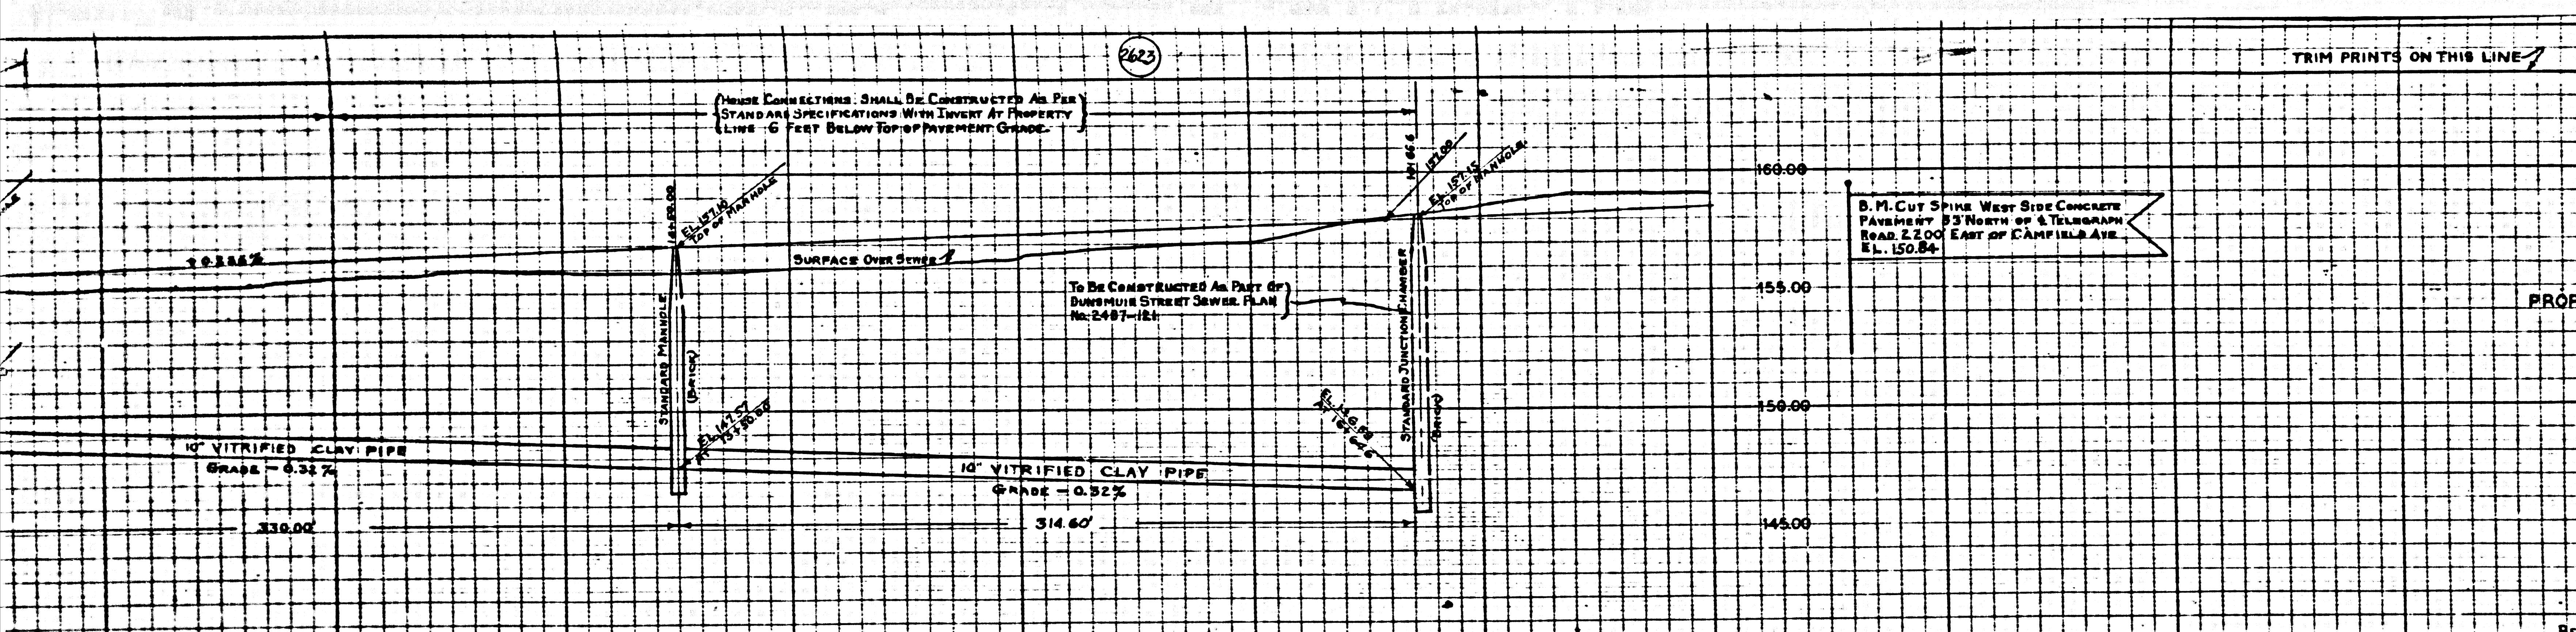 2623
TRIM PRINTS ON THIS LINE
HOUSE CONNECTIONS SHALL BE CONSTRUCTED AS PER
STANDARD SPECIFICATIONS WITH INVERT AT PROPERTY
LINE 6 FEET BELOW TOP OF PAVEMENT GRADE.
EL. 157.10
TOP OF MANHOLE
157.00
EL. 157.15
TOP OF MANHOLE
160.00
B.M. CUT SPIKE WEST SIDE CONCRETE
PAVEMENT 53' NORTH OF ℄ TELEGRAPH
ROAD. 2200' EAST OF CAMFIELD AVE
EL. 150.84
SURFACE OVER SEWER
TO BE CONSTRUCTED AS PART OF
DUNSMUIR STREET SEWER PLAN
No. 2487-121
155.00
PROP
STANDARD MANHOLE
(BRICK)
STANDARD JUNCTION CHAMBER
(BRICK)
150.00
EL. 147.57
10" VITRIFIED CLAY PIPE
GRADE - 0.32%
10" VITRIFIED CLAY PIPE
GRADE - 0.32%
330.00'
314.60'
145.00